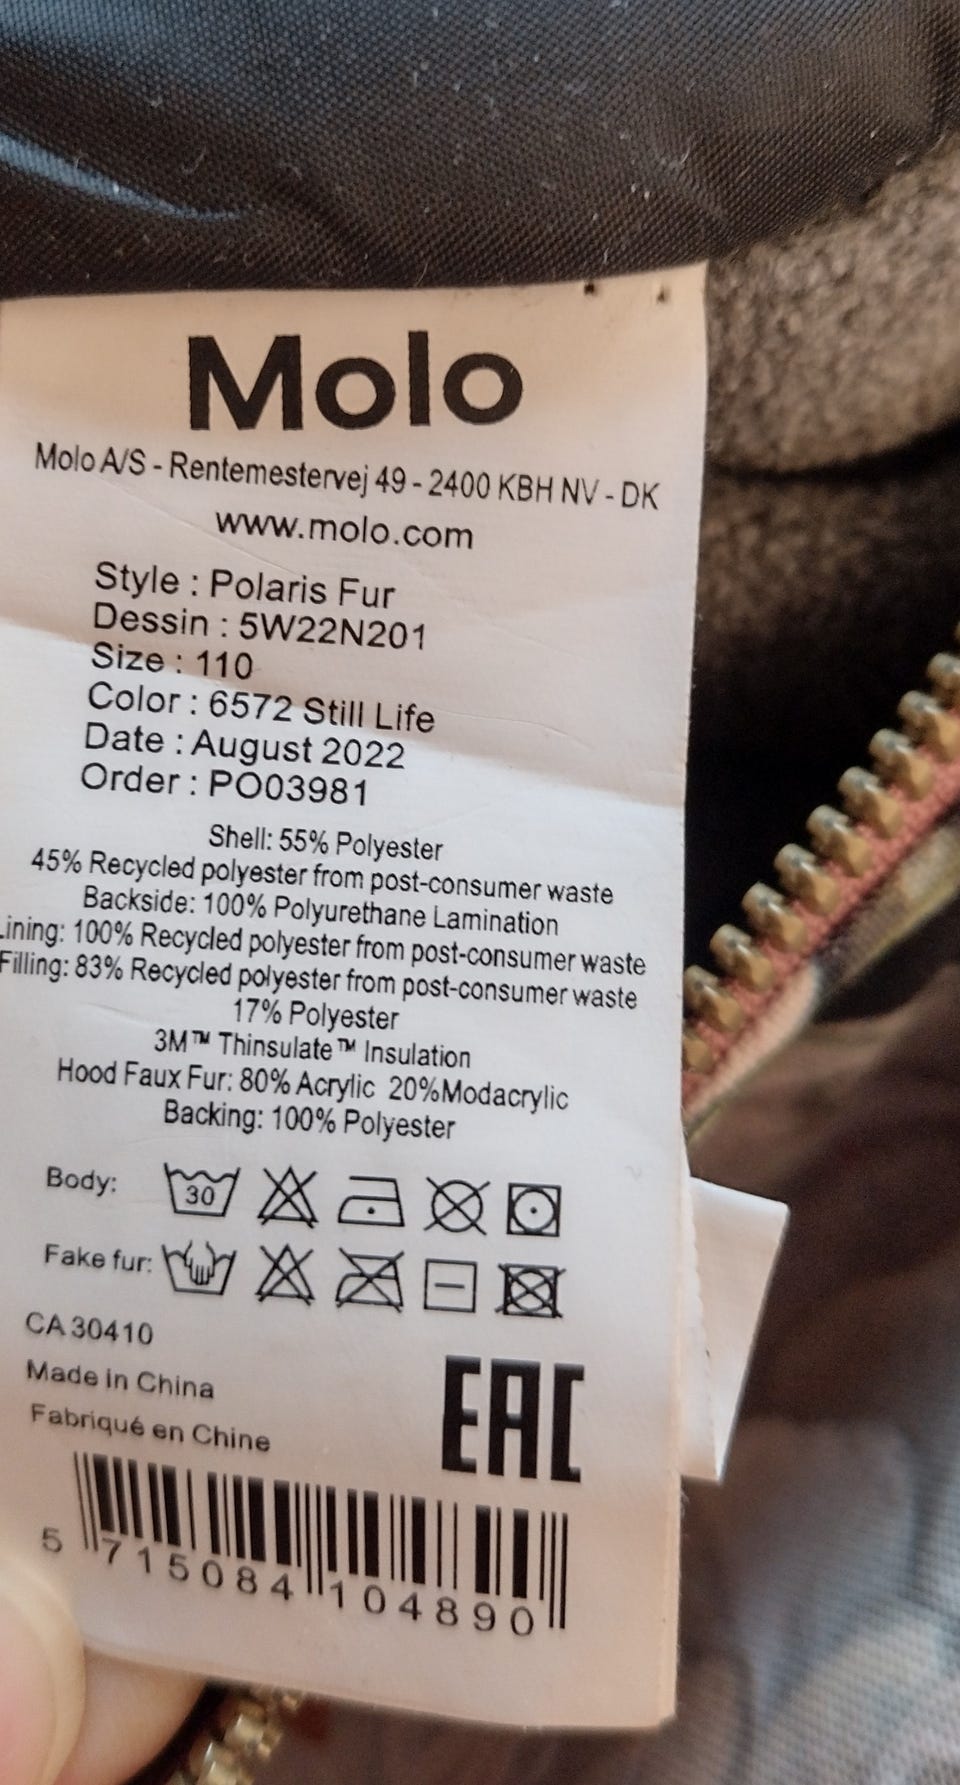 Molo
Molo A/S - Rentemestervej 49 - 2400 KBH NV - DK
www.molo.com
Style : Polaris Fur
Dessin : 5W22N201
Size : 110
Color : 6572 Still Life
Date : August 2022
Order : PO03981
Shell: 55% Polyester
45% Recycled polyester from post-consumer waste
Backside: 100% Polyurethane Lamination
Lining: 100% Recycled polyester from post-consumer waste
Filling: 83% Recycled polyester from post-consumer waste
17% Polyester
3M™ Thinsulate™ Insulation
Hood Faux Fur: 80% Acrylic 20%Modacrylic
Backing: 100% Polyester
Body: 30
Fake fur:
CA 30410
Made in China
Fabriqué en Chine
EAC
5 715084 104890